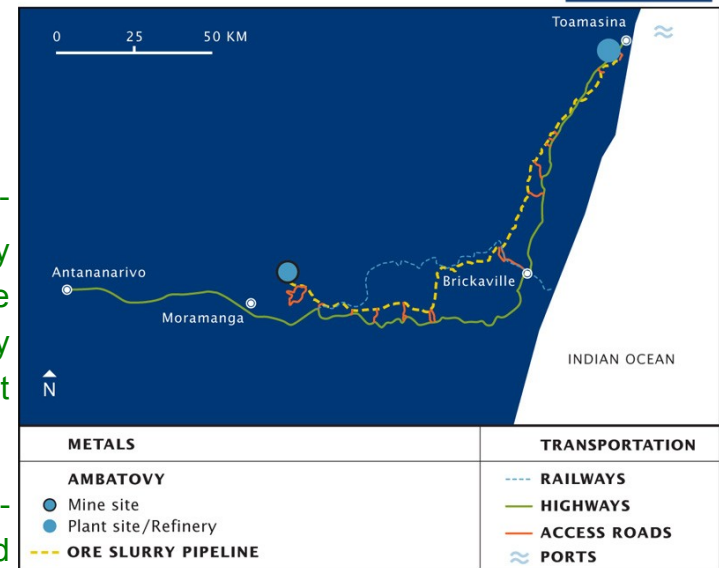 Toamasina
0 25 50 KM
Antananarivo
Brickaville
Moramanga
INDIAN OCEAN
N
METALS
AMBATOVY
Mine site
Plant site/Refinery
ORE SLURRY PIPELINE
TRANSPORTATION
RAILWAYS
HIGHWAYS
ACCESS ROADS
PORTS